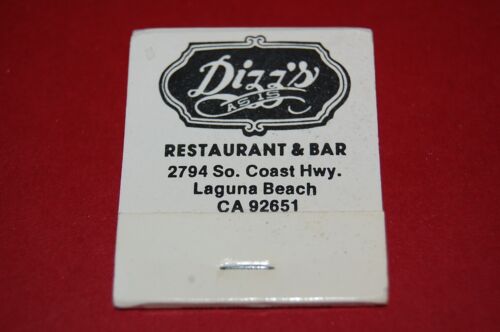 Dizz's
AS IS
RESTAURANT & BAR
2794 So. Coast Hwy.
Laguna Beach
CA 92651